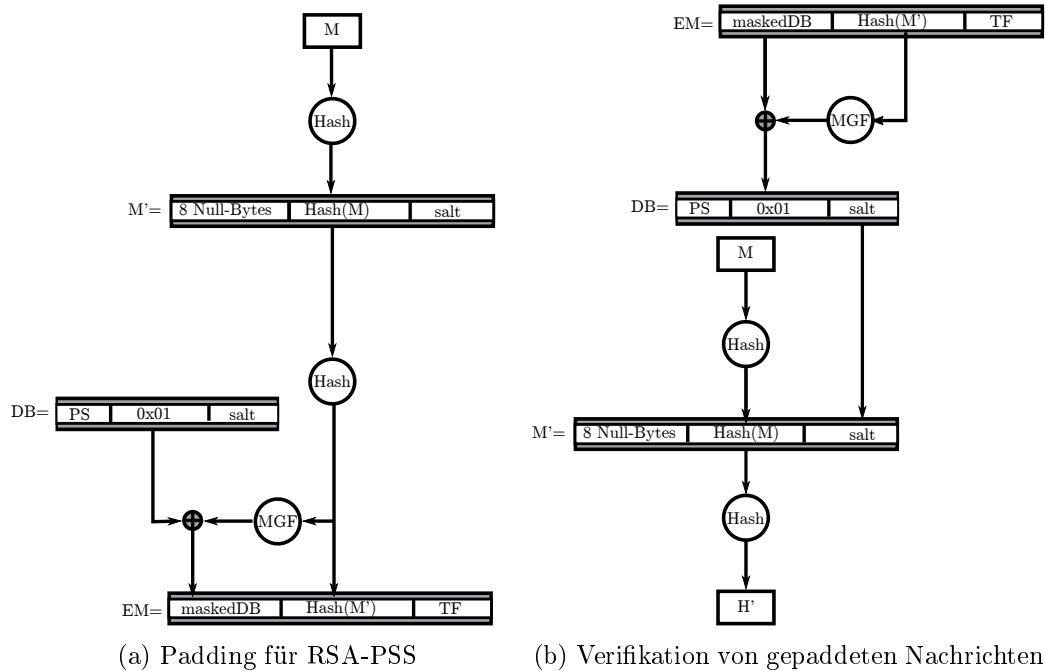 M
Hash
M'= 8 Null-Bytes Hash(M) salt
Hash
DB= PS 0x01 salt
MGF
EM= maskedDB Hash(M') TF
(a) Padding für RSA-PSS
EM= maskedDB Hash(M') TF
MGF
DB= PS 0x01 salt
M
Hash
M'= 8 Null-Bytes Hash(M) salt
Hash
H'
(b) Verifikation von gepaddeten Nachrichten